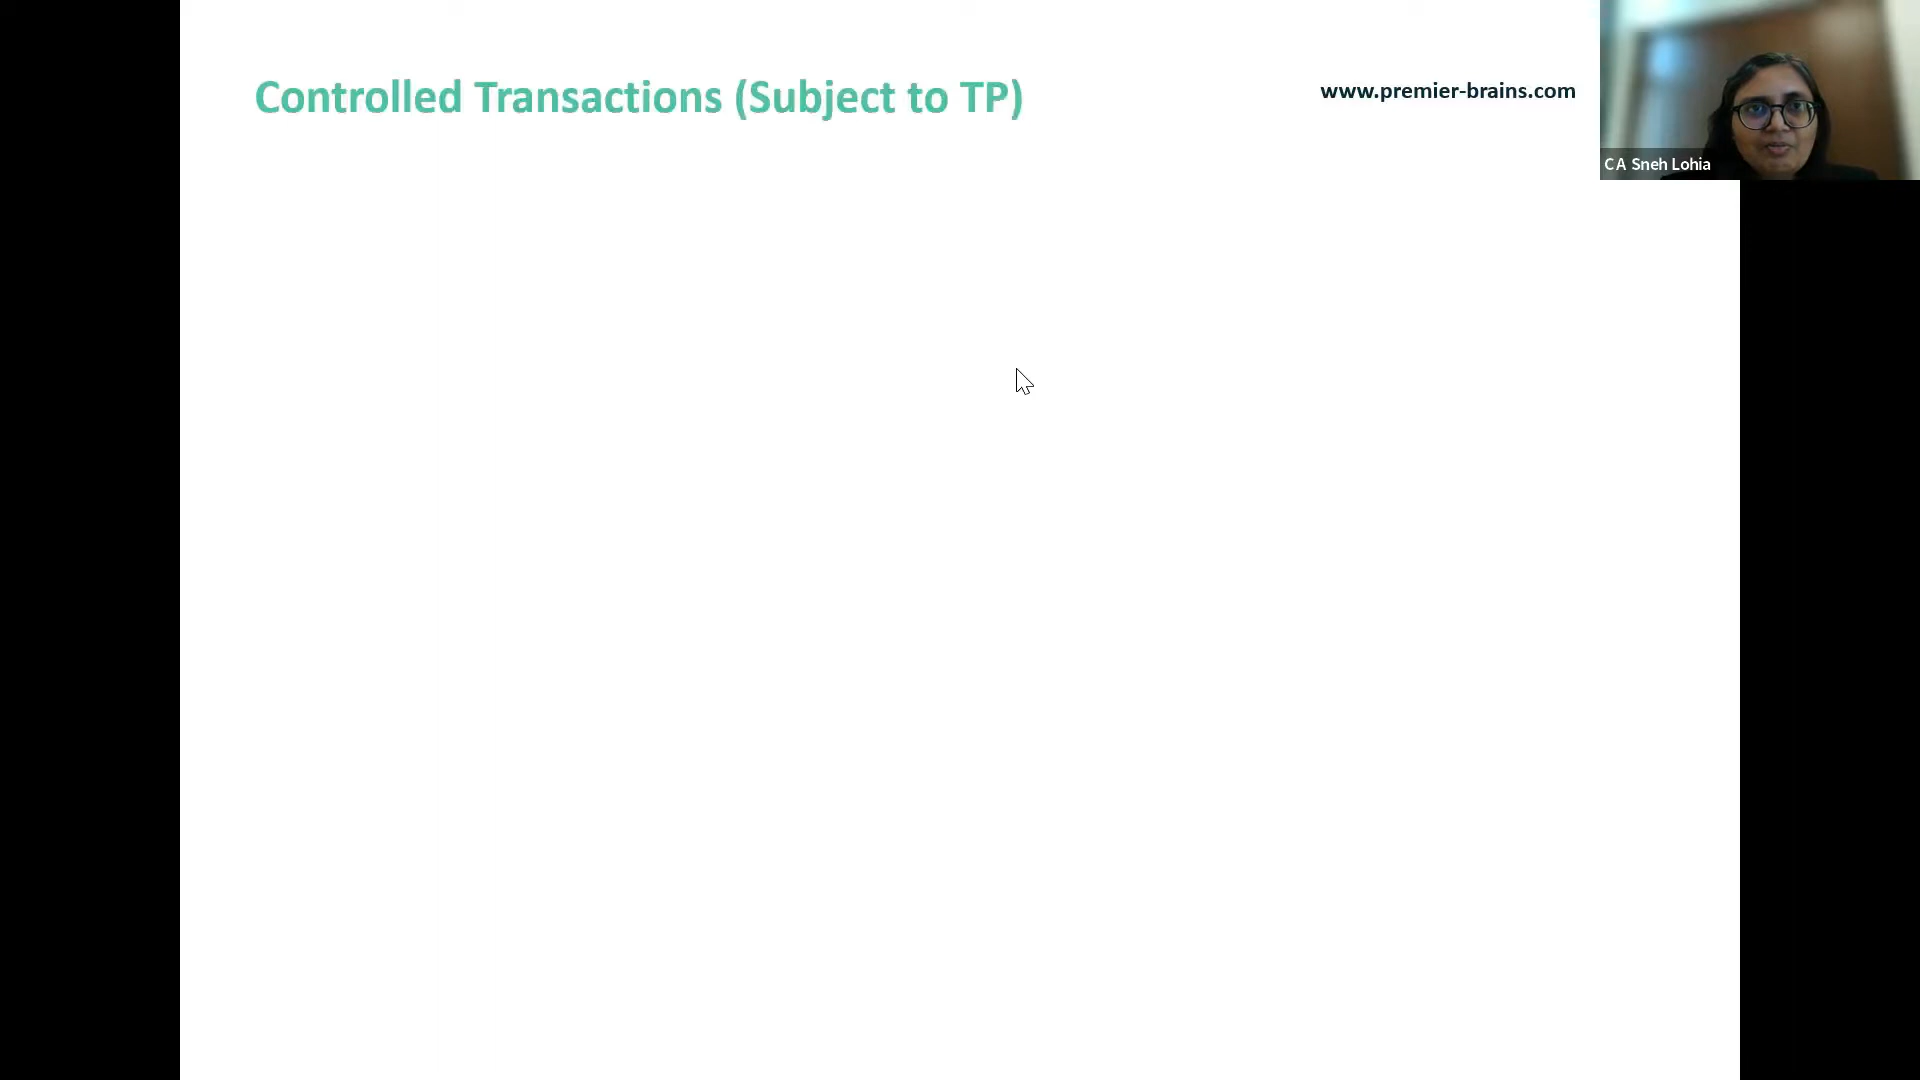 Controlled Transactions (Subject to TP)
www.premier-brains.com
CA Sneh Lohia